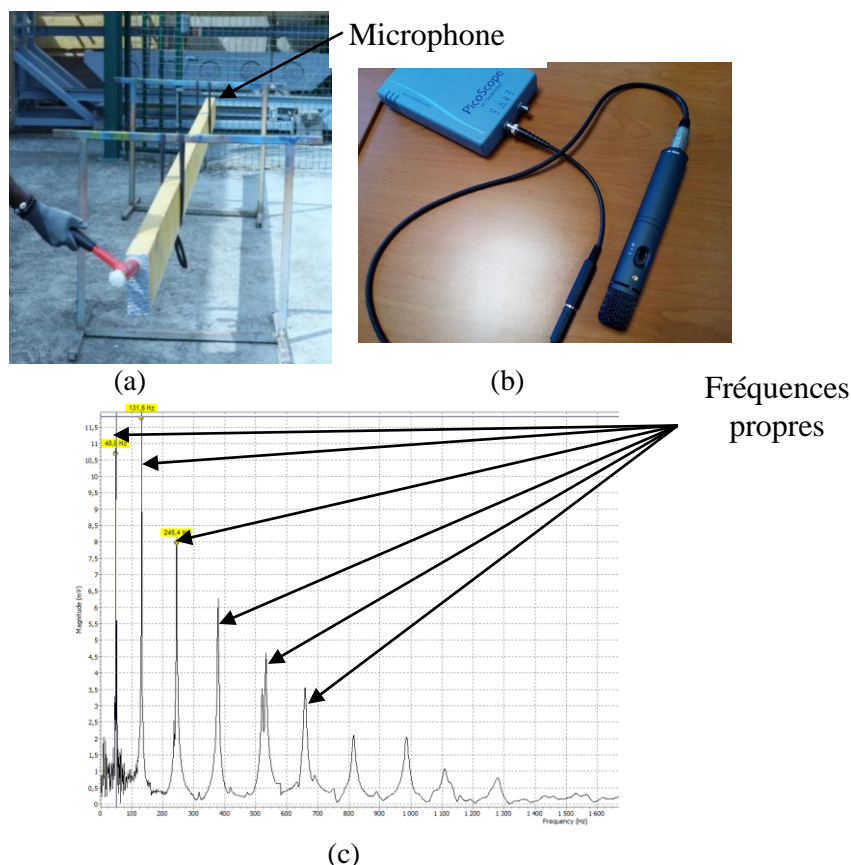 Microphone
PicoScope
(a)
(b)
Fréquences
propres
131,8 Hz
48,8 Hz
245,4 Hz
11,5
11
10,5
10
9,5
9
8,5
8
7,5
7
6,5
6
5,5
5
4,5
4
3,5
3
2,5
2
1,5
1
0,5
0
Magnitude (mV)
0 100 200 300 400 500 600 700 800 900 1 000 1 100 1 200 1 300 1 400 1 500 1 600
Frequency (Hz)
(c)